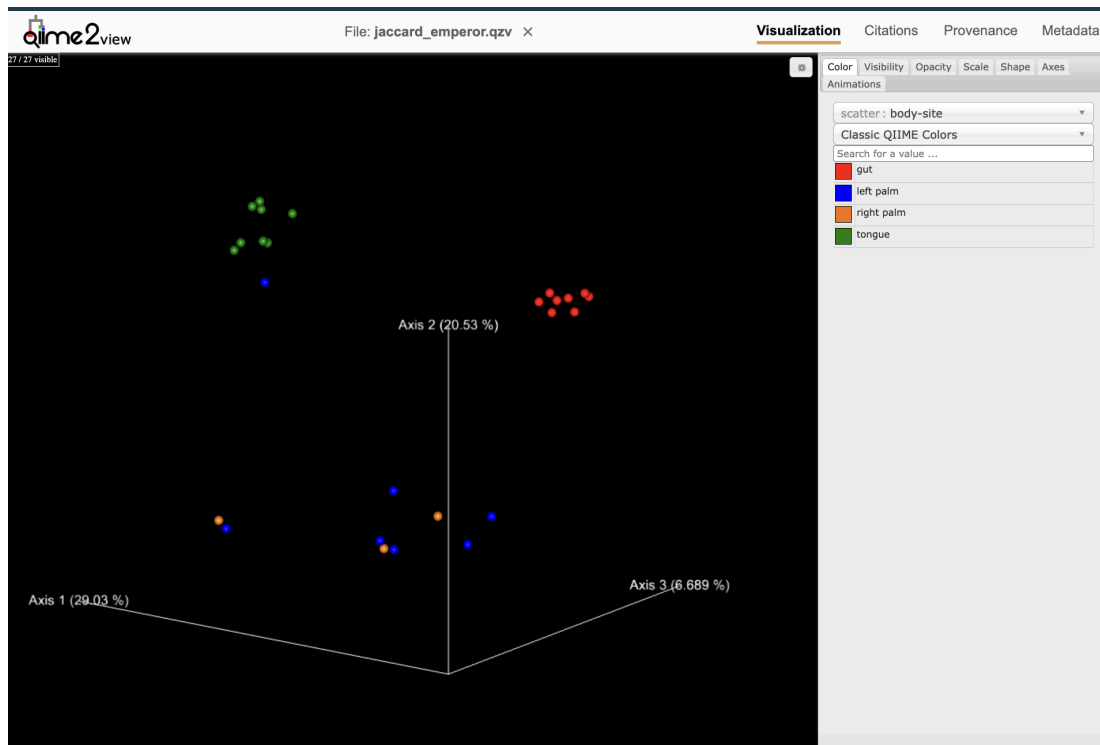 qiime2view
File: jaccard_emperor.qzv ×
Visualization Citations Provenance Metadata
27 / 27 visible
Color Visibility Opacity Scale Shape Axes
Animations
scatter: body-site
Classic QIIME Colors
Search for a value ...
gut
left palm
right palm
tongue
Axis 2 (20.53 %)
Axis 3 (6.689 %)
Axis 1 (29.03 %)